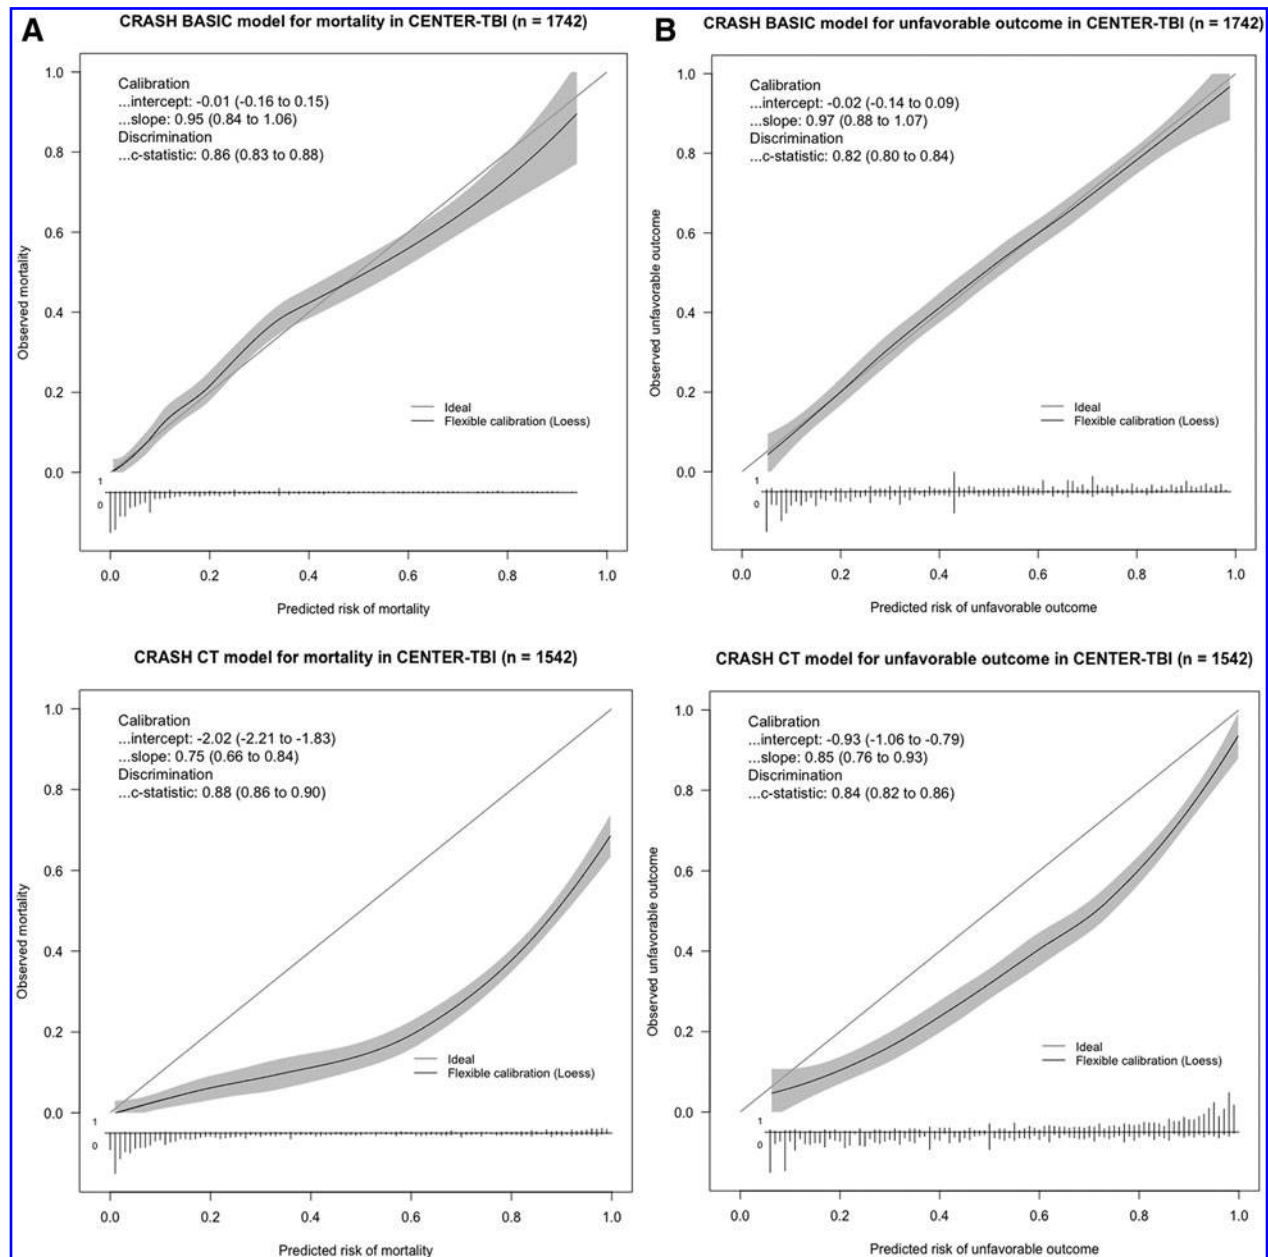 A
CRASH BASIC model for mortality in CENTER-TBI (n = 1742)
Calibration
...intercept: -0.01 (-0.16 to 0.15)
...slope: 0.95 (0.84 to 1.06)
Discrimination
...c-statistic: 0.86 (0.83 to 0.88)
1.0
0.8
0.6
0.4
0.2
0.0
Observed mortality
Ideal
Flexible calibration (Loess)
1
0
0.0 0.2 0.4 0.6 0.8 1.0
Predicted risk of mortality
B
CRASH BASIC model for unfavorable outcome in CENTER-TBI (n = 1742)
Calibration
...intercept: -0.02 (-0.14 to 0.09)
...slope: 0.97 (0.88 to 1.07)
Discrimination
...c-statistic: 0.82 (0.80 to 0.84)
1.0
0.8
0.6
0.4
0.2
0.0
Observed unfavorable outcome
Ideal
Flexible calibration (Loess)
1
0
0.0 0.2 0.4 0.6 0.8 1.0
Predicted risk of unfavorable outcome
CRASH CT model for mortality in CENTER-TBI (n = 1542)
Calibration
...intercept: -2.02 (-2.21 to -1.83)
...slope: 0.75 (0.66 to 0.84)
Discrimination
...c-statistic: 0.88 (0.86 to 0.90)
1.0
0.8
0.6
0.4
0.2
0.0
Observed mortality
Ideal
Flexible calibration (Loess)
1
0
0.0 0.2 0.4 0.6 0.8 1.0
Predicted risk of mortality
CRASH CT model for unfavorable outcome in CENTER-TBI (n = 1542)
Calibration
...intercept: -0.93 (-1.06 to -0.79)
...slope: 0.85 (0.76 to 0.93)
Discrimination
...c-statistic: 0.84 (0.82 to 0.86)
1.0
0.8
0.6
0.4
0.2
0.0
Observed unfavorable outcome
Ideal
Flexible calibration (Loess)
1
0
0.0 0.2 0.4 0.6 0.8 1.0
Predicted risk of unfavorable outcome